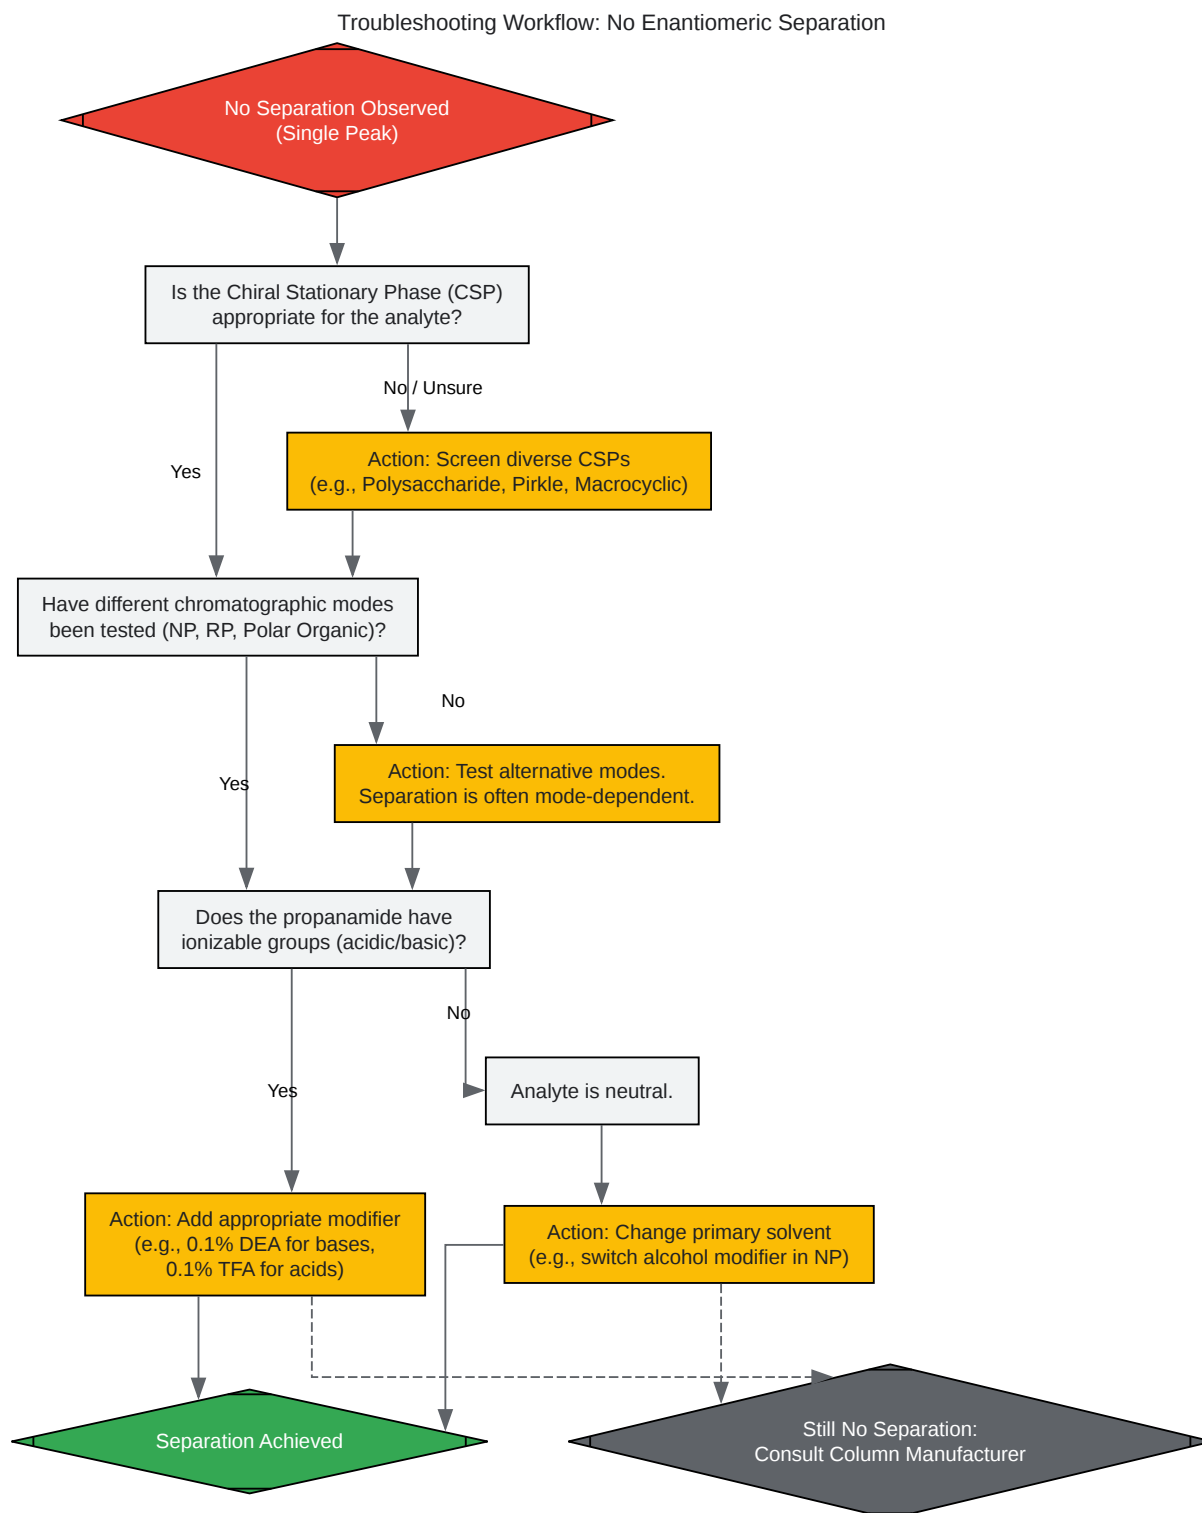 Troubleshooting Workflow: No Enantiomeric Separation
No Separation Observed
(Single Peak)
Is the Chiral Stationary Phase (CSP)
appropriate for the analyte?
No / Unsure
Yes
Action: Screen diverse CSPs
(e.g., Polysaccharide, Pirkle, Macrocyclic)
Have different chromatographic modes
been tested (NP, RP, Polar Organic)?
No
Yes
Action: Test alternative modes.
Separation is often mode-dependent.
Does the propanamide have
ionizable groups (acidic/basic)?
No
Yes
Analyte is neutral.
Action: Add appropriate modifier
(e.g., 0.1% DEA for bases,
0.1% TFA for acids)
Action: Change primary solvent
(e.g., switch alcohol modifier in NP)
Separation Achieved
Still No Separation:
Consult Column Manufacturer